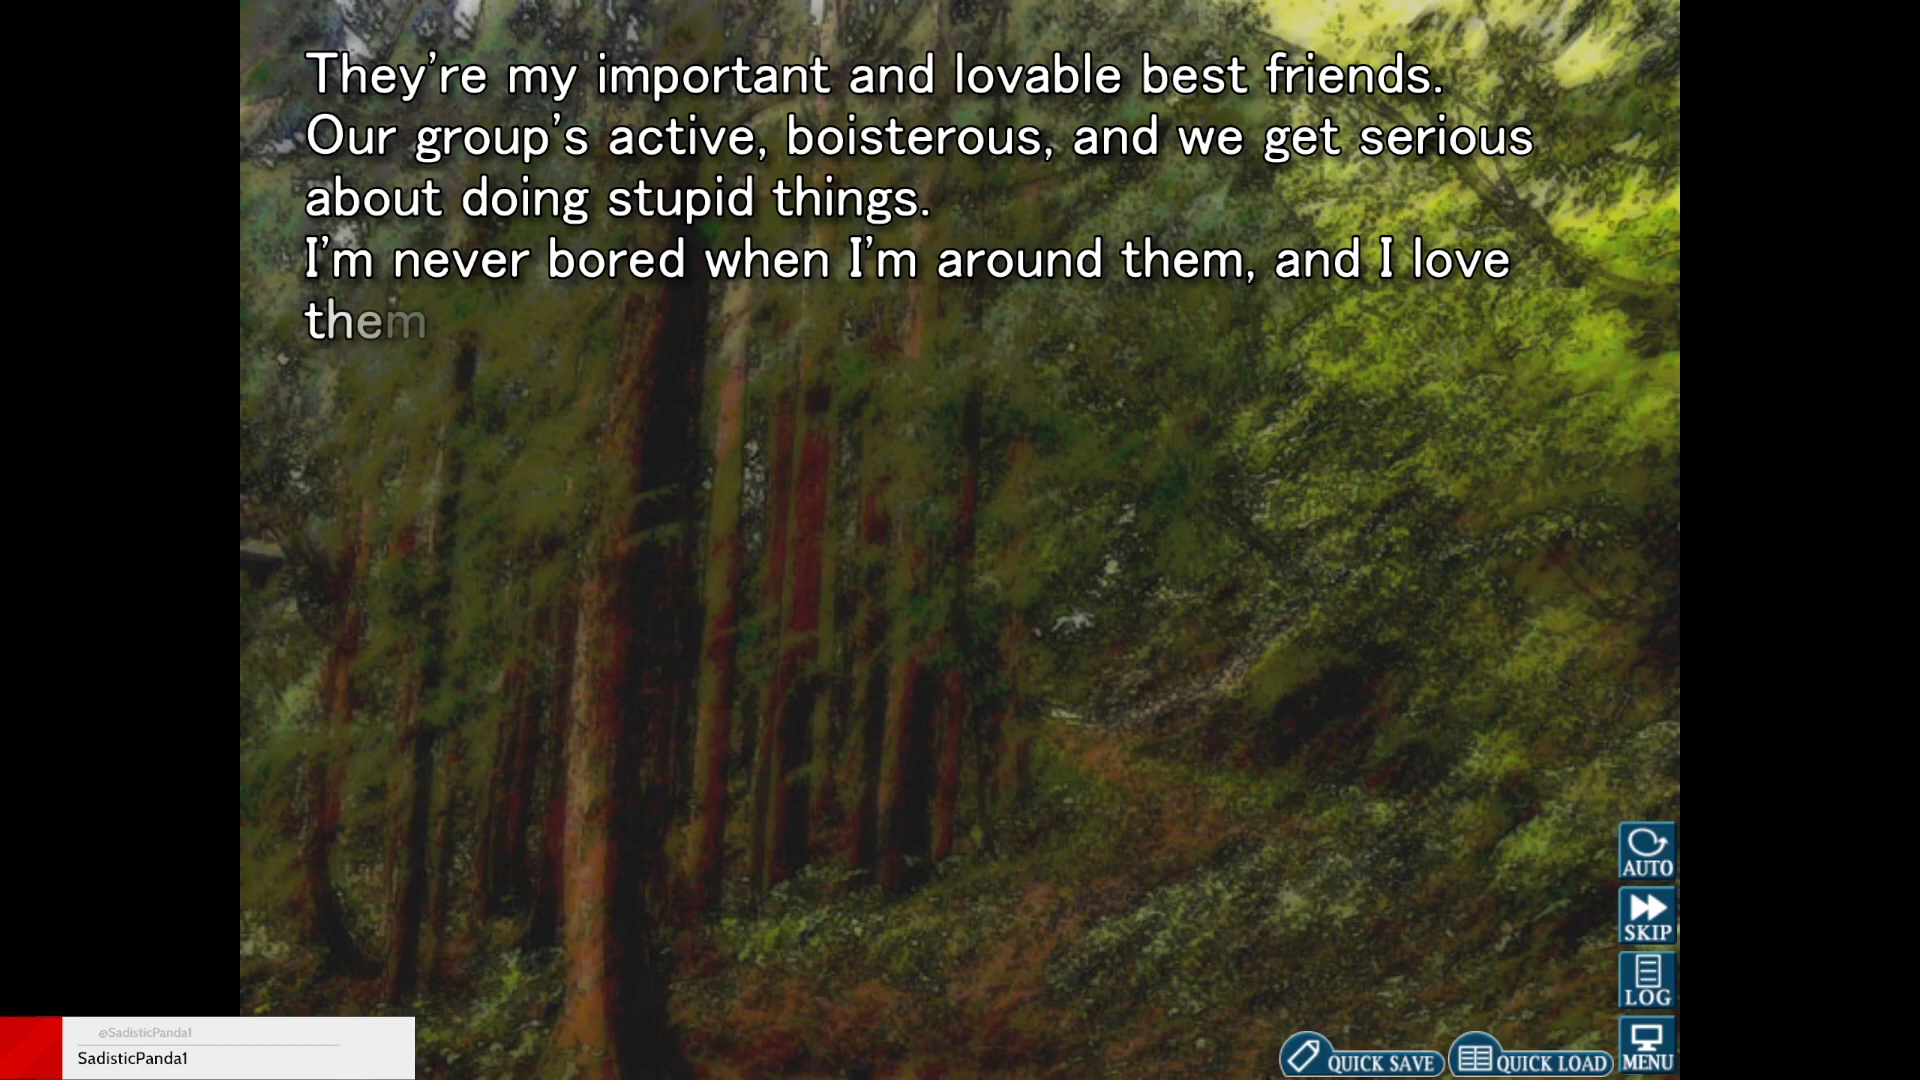 They're my important and lovable best friends.
Our group's active, boisterous, and we get serious
about doing stupid things.
I'm never bored when I'm around them, and I love
them
AUTO
SKIP
LOG
MENU
QUICK SAVE
QUICK LOAD
@SadisticPanda1
SadisticPanda1